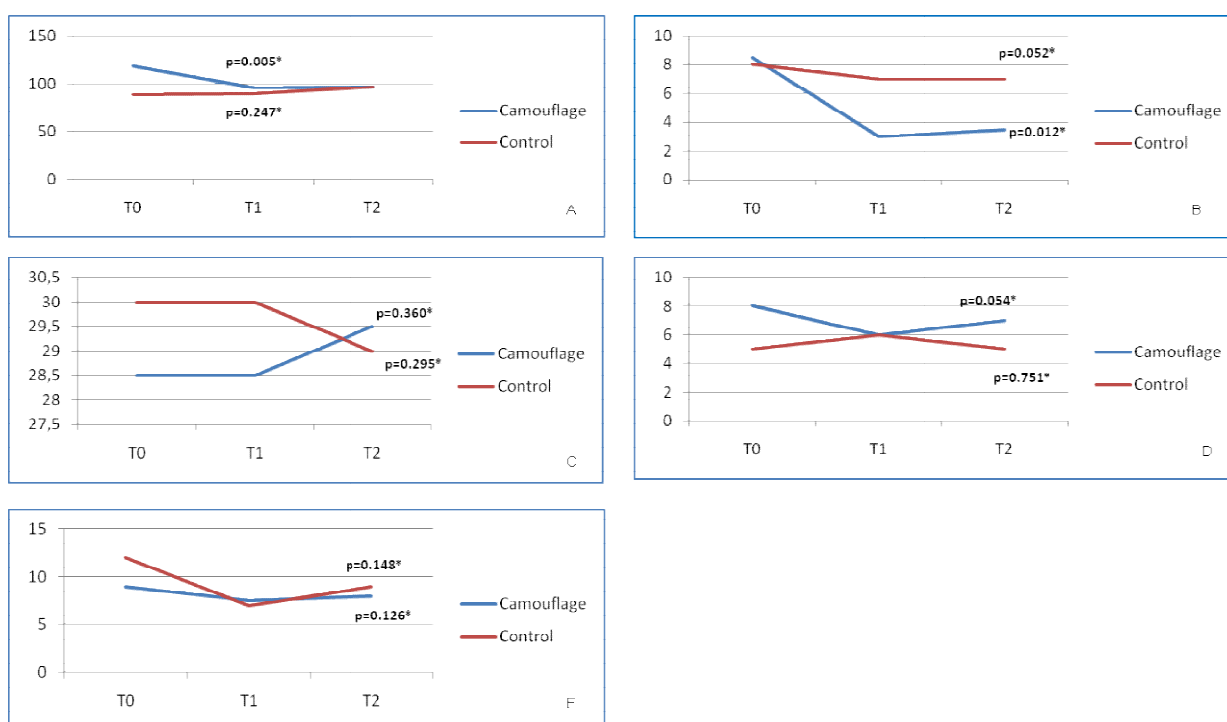 150
100
50
0
p=0.005*
p=0.247*
T0 T1 T2
Camouflage
Control
A
10
8
6
4
2
0
p=0.052*
p=0.012*
T0 T1 T2
Camouflage
Control
B
30,5
30
29,5
29
28,5
28
27,5
p=0.360*
p=0.295*
T0 T1 T2
Camouflage
Control
C
10
8
6
4
2
0
p=0.054*
p=0.751*
T0 T1 T2
Camouflage
Control
D
15
10
5
0
p=0.148*
p=0.126*
T0 T1 T2
Camouflage
Control